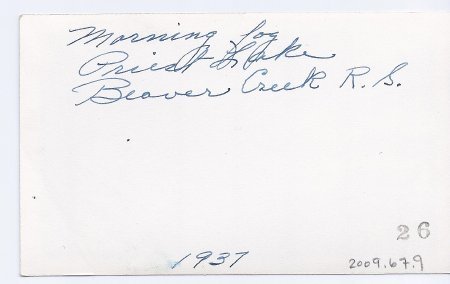 Morning Fog
Priest Lake
Beaver Creek R.S.
26
1937
2009.67.9